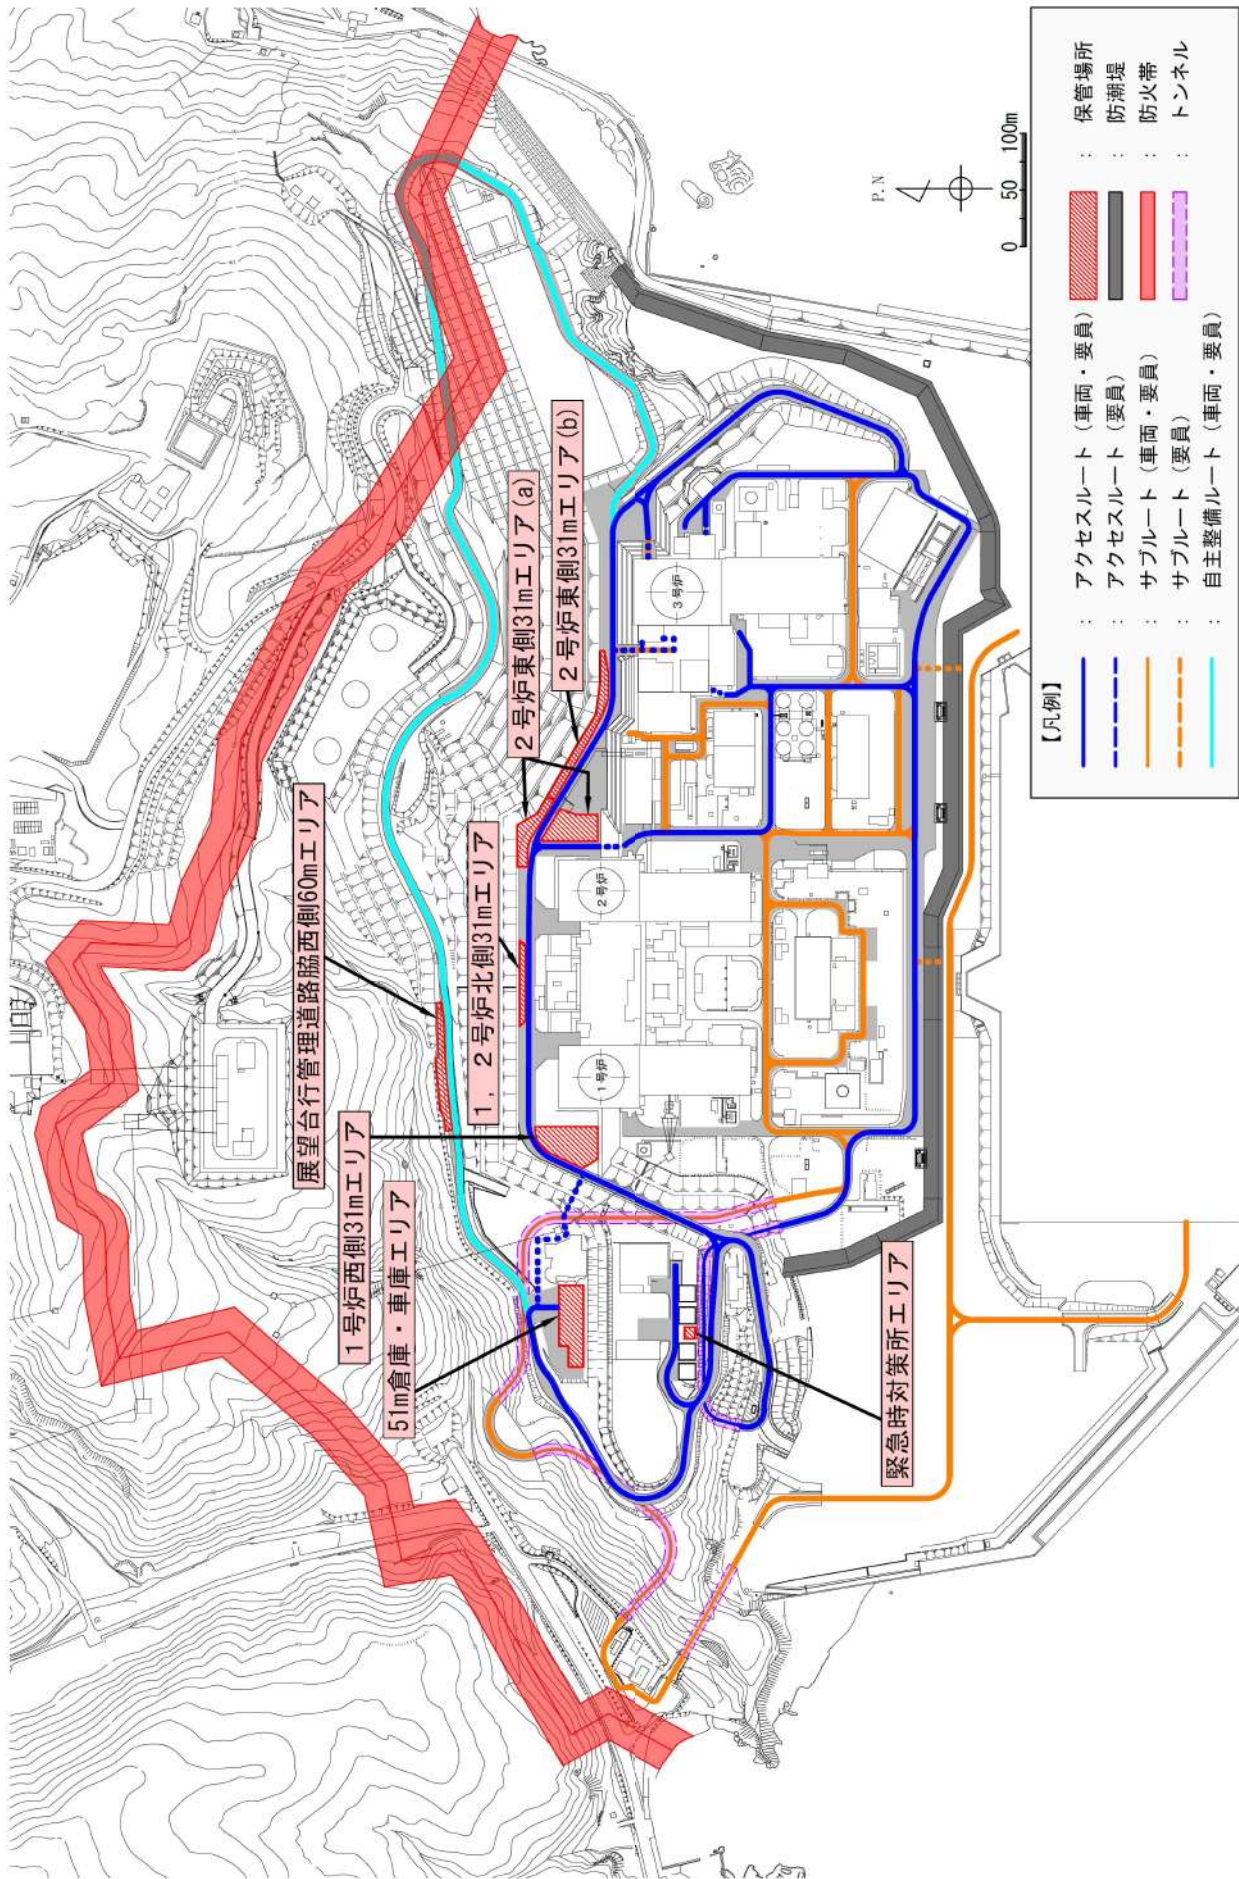 展望台行管理道路脇西側60mエリア
1号炉西側31mエリア
51m倉庫・車庫エリア
1,2号炉北側31mエリア
2号炉東側31mエリア(a)
2号炉東側31mエリア(b)
緊急時対策所エリア
1号炉
2号炉
3号炉
P.N
0 50 100m
【凡例】
: アクセスルート(車両・要員)
: アクセスルート(要員)
: サブルート(車両・要員)
: サブルート(要員)
: 自主整備ルート(車両・要員)
: 保管場所
: 防潮堤
: 防火帯
: トンネル